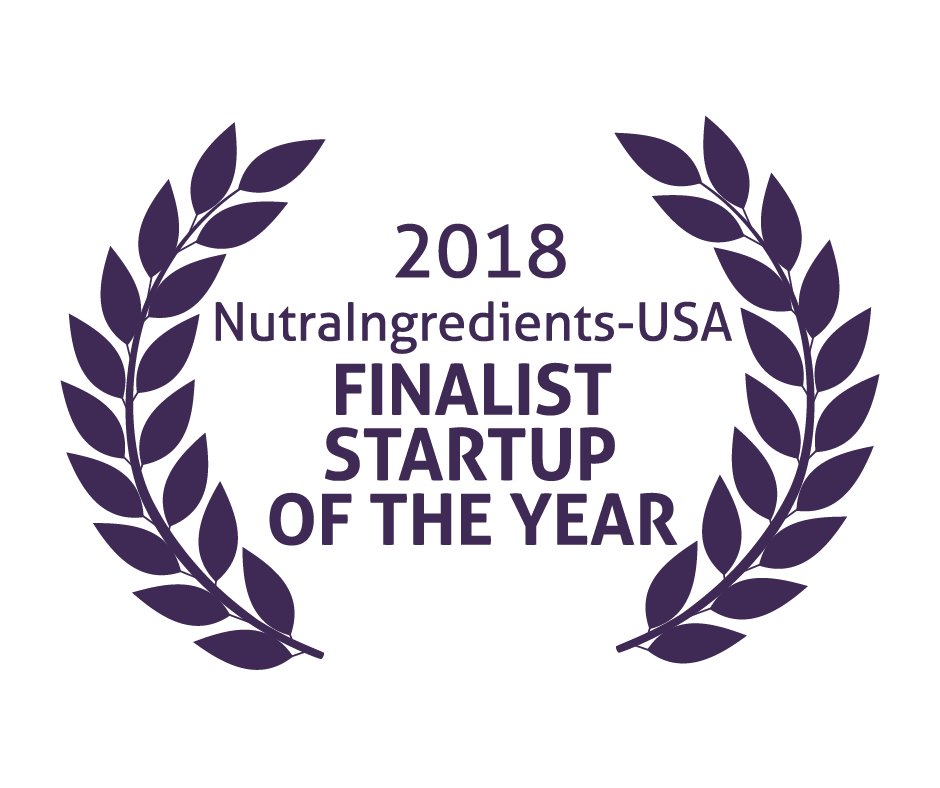 2018
NutraIngredients-USA
FINALIST
STARTUP
OF THE YEAR